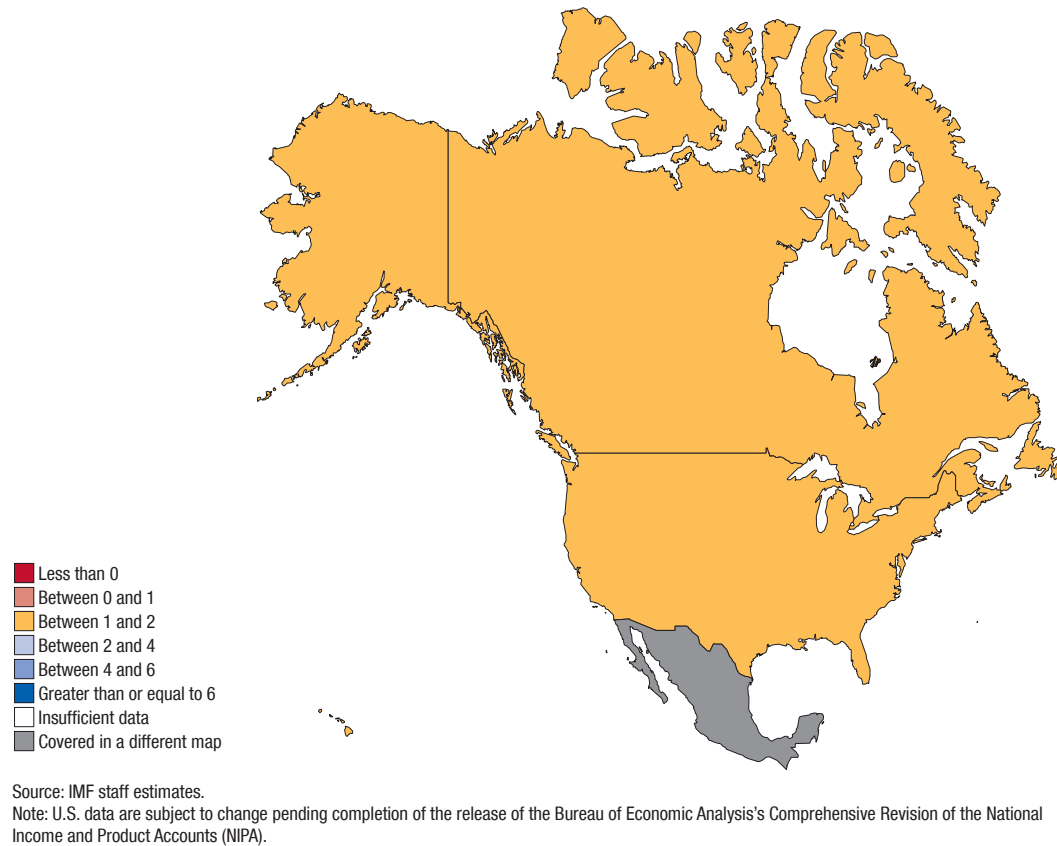 Less than 0
Between 0 and 1
Between 1 and 2
Between 2 and 4
Between 4 and 6
Greater than or equal to 6
Insufficient data
Covered in a different map
Source: IMF staff estimates.
Note: U.S. data are subject to change pending completion of the release of the Bureau of Economic Analysis's Comprehensive Revision of the National
Income and Product Accounts (NIPA).